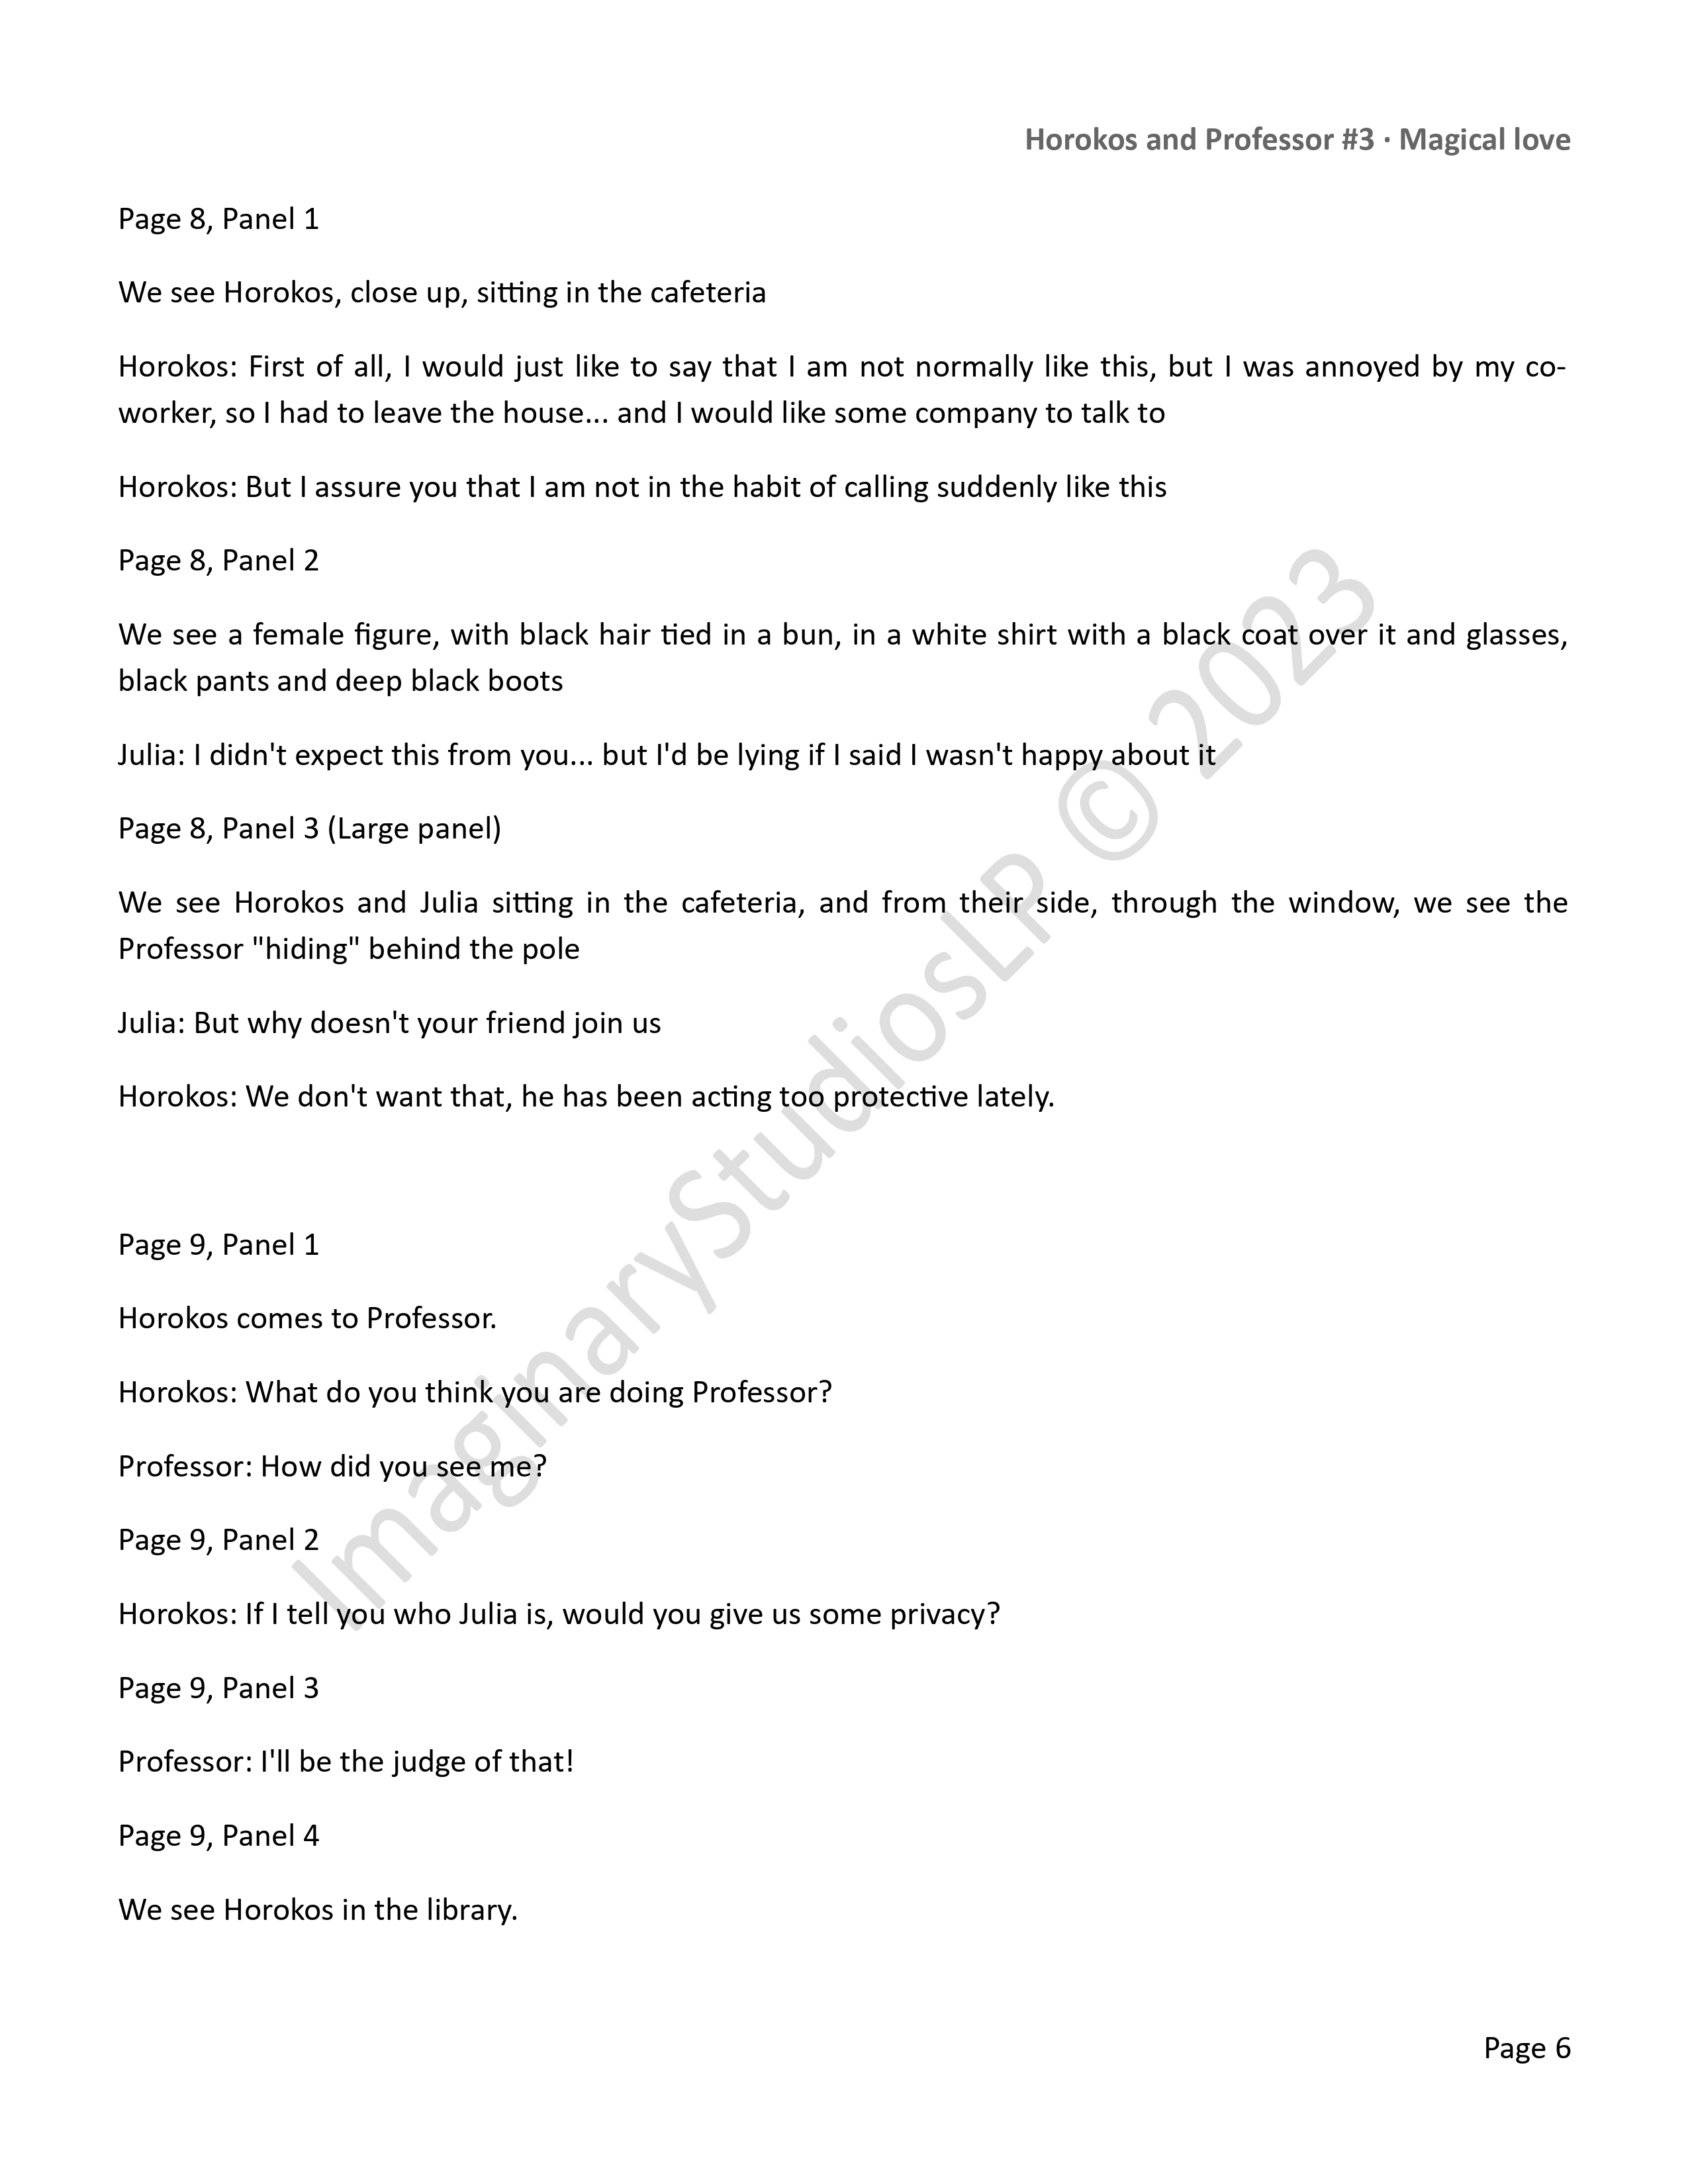 Horokos and Professor #3 · Magical love
Page 8, Panel 1
We see Horokos, close up, sitting in the cafeteria
Horokos: First of all, I would just like to say that I am not normally like this, but I was annoyed by my co-
worker, so I had to leave the house... and I would like some company to talk to
Horokos: But I assure you that I am not in the habit of calling suddenly like this
Page 8, Panel 2
We see a female figure, with black hair tied in a bun, in a white shirt with a black coat over it and glasses,
black pants and deep black boots
Julia: I didn't expect this from you... but I'd be lying if I said I wasn't happy about it
Page 8, Panel 3 (Large panel)
We see Horokos and Julia sitting in the cafeteria, and from their side, through the window, we see the
Professor "hiding" behind the pole
Julia: But why doesn't your friend join us
Horokos: We don't want that, he has been acting too protective lately.
Page 9, Panel 1
Horokos comes to Professor.
Horokos: What do you think you are doing Professor?
Professor: How did you see me?
Page 9, Panel 2
Horokos: If I tell you who Julia is, would you give us some privacy?
Page 9, Panel 3
Professor: I'll be the judge of that!
Page 9, Panel 4
We see Horokos in the library.
Page 6
ImaginaryStudiosLP © 2023